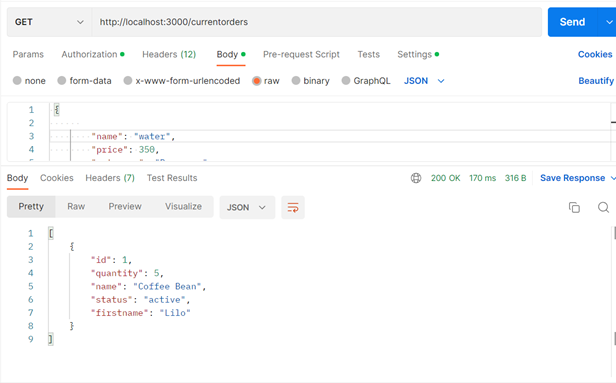 GET http://localhost:3000/currentorders Send
Params Authorization Headers (12) Body Pre-request Script Tests Settings Cookies
none form-data x-www-form-urlencoded raw binary GraphQL JSON Beautify
1 {
2
3 "name": "water",
4 "price": 350,
Body Cookies Headers (7) Test Results 200 OK 170 ms 316 B Save Response
Pretty Raw Preview Visualize JSON
1 [
2 {
3 "id": 1,
4 "quantity": 5,
5 "name": "Coffee Bean",
6 "status": "active",
7 "firstname": "Lilo"
8 }
9 ]